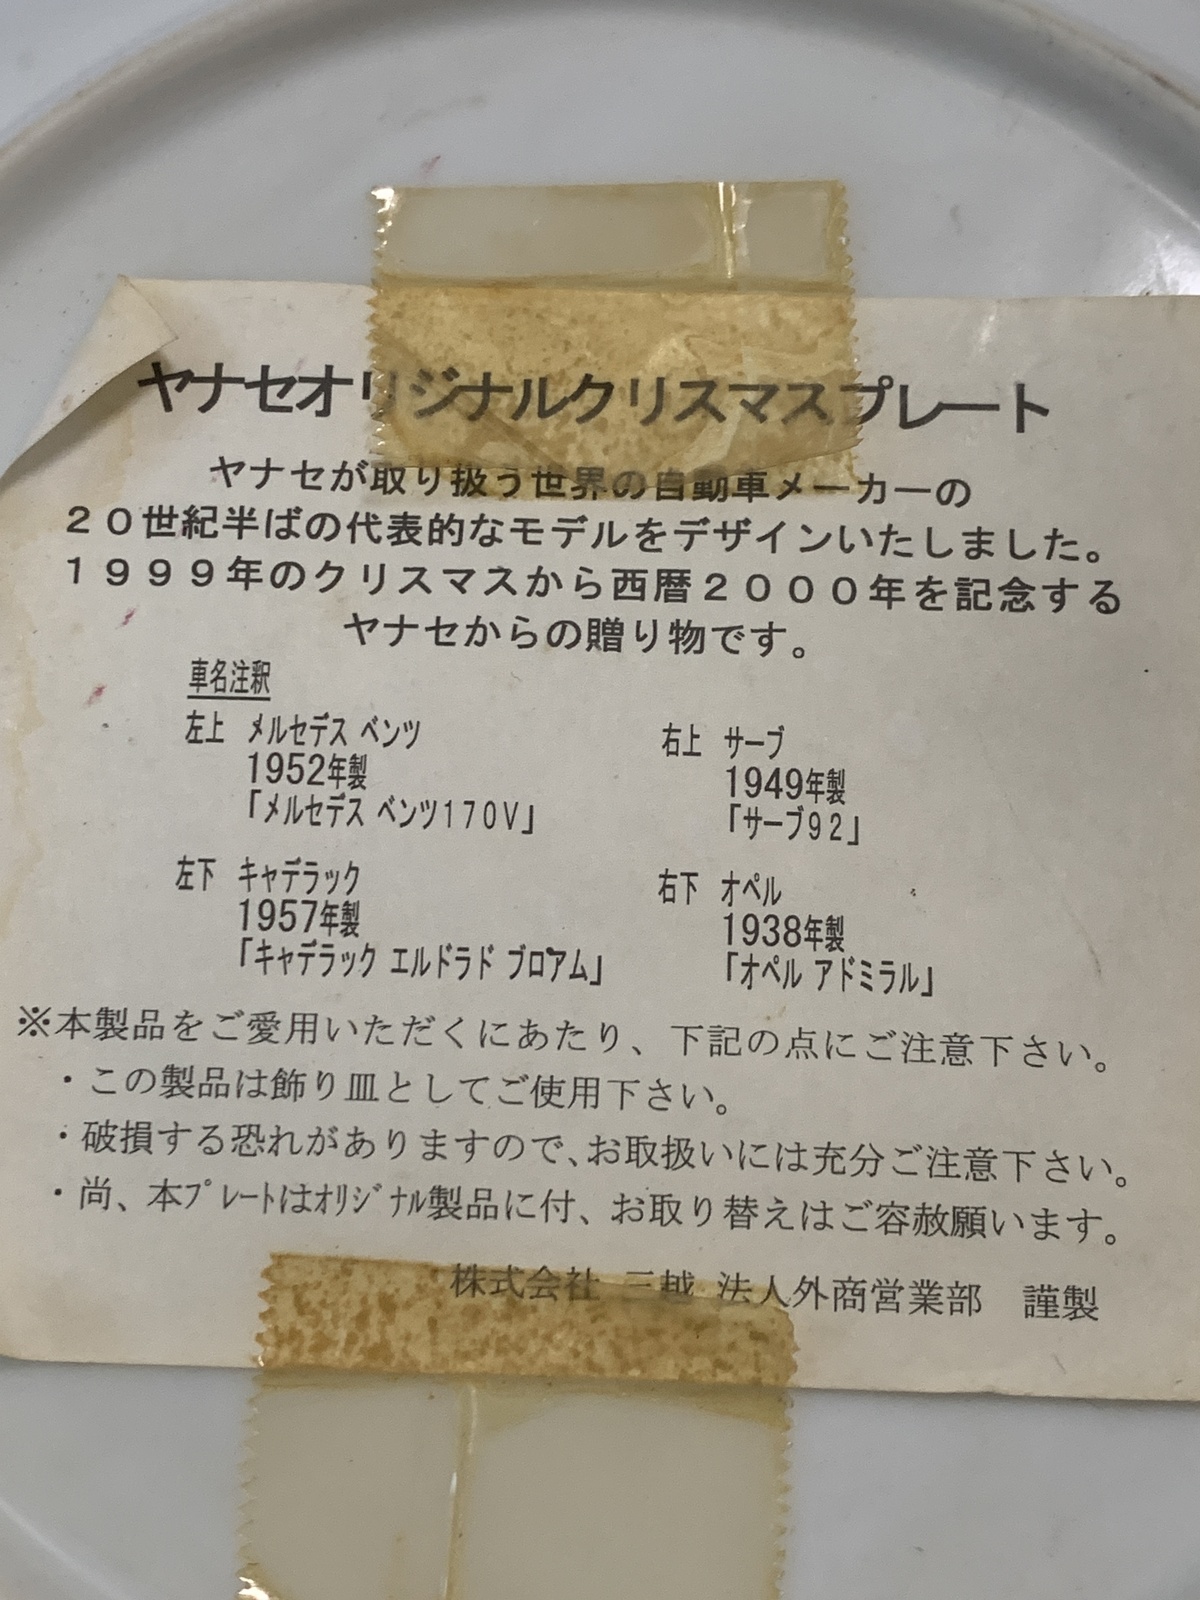 ヤナセオリジナルクリスマスプレート
ヤナセが取り扱う世界の自動車メーカーの
20世紀半ばの代表的なモデルをデザインいたしました。
1999年のクリスマスから西暦2000年を記念する
ヤナセからの贈り物です。
車名注釈
左上 メルセデス ベンツ
1952年製
「メルセデス ベンツ170V」
右上 サーブ
1949年製
「サーブ92」
左下 キャデラック
1957年製
「キャデラック エルドラド ブロアム」
右下 オペル
1938年製
「オペル アドミラル」
※本製品をご愛用いただくにあたり、下記の点にご注意下さい。
・この製品は飾り皿としてご使用下さい。
・破損する恐れがありますので、お取扱いには充分ご注意下さい。
・尚、本プレートはオリジナル製品に付、お取り替えはご容赦願います。
株式会社 三越 法人外商営業部 謹製